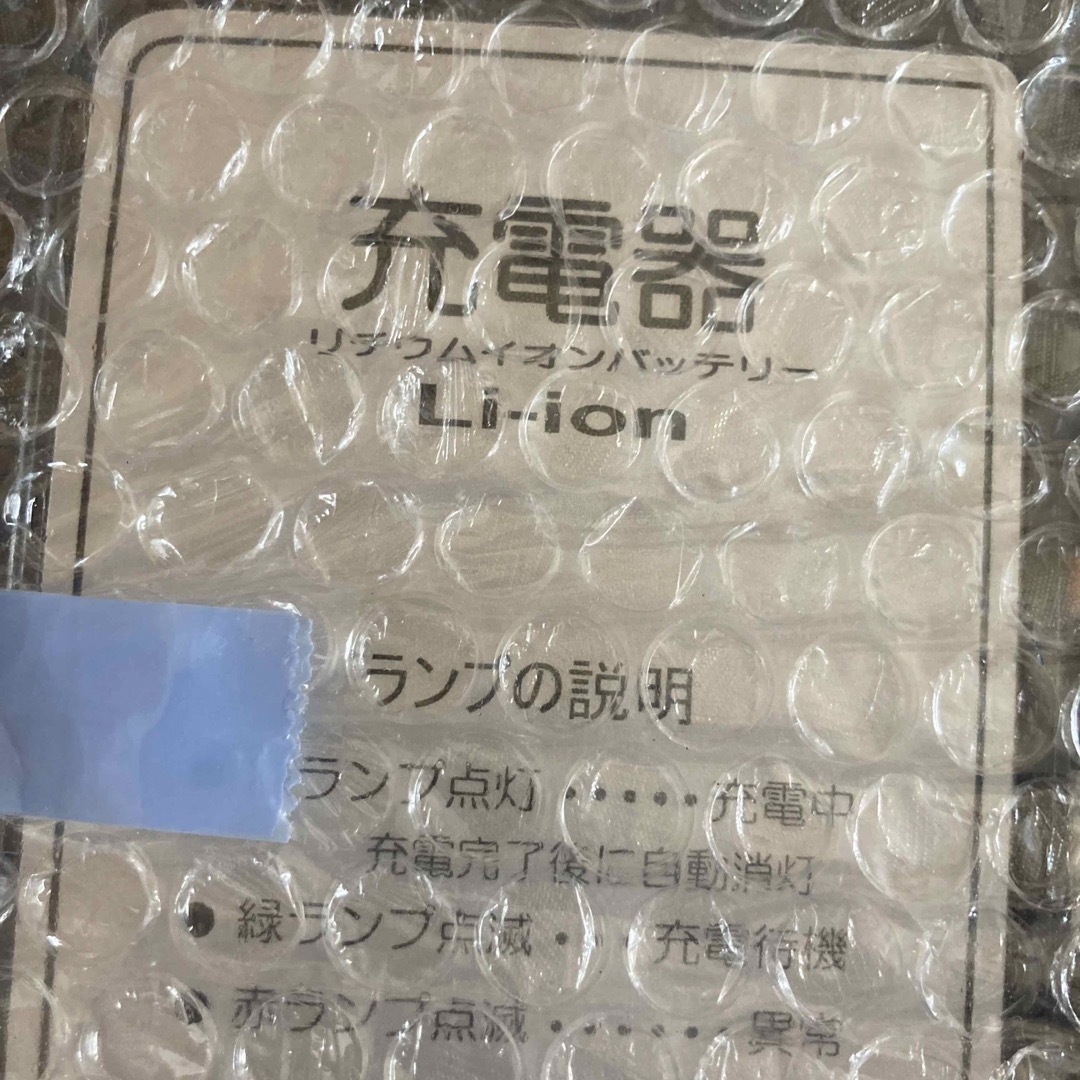 充電器
リチウムイオンバッテリー
Li-ion
ランプの説明
ランプ点灯・・・・・充電中
充電完了後に自動消灯
●緑ランプ点滅・・・充電待機
●赤ランプ点滅・・・・・・異常